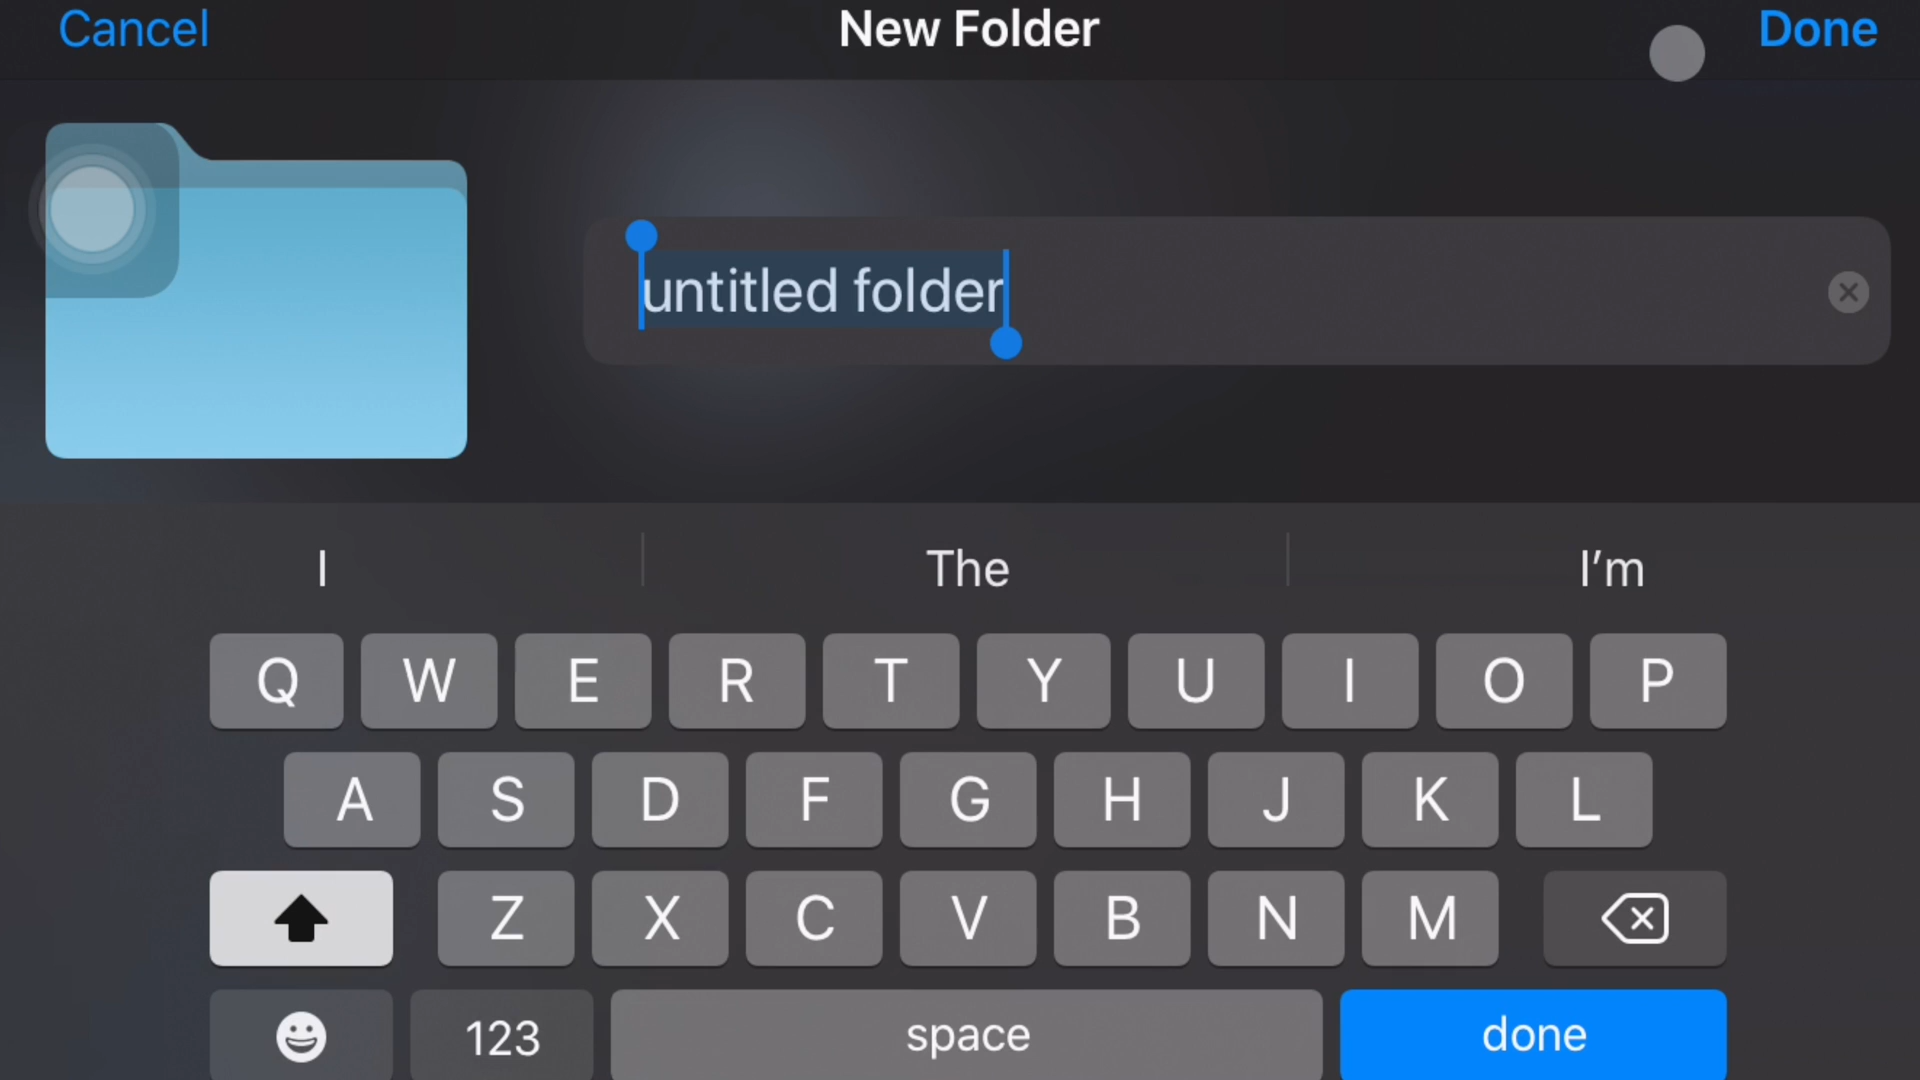 Cancel New Folder Done
untitled folder
I The I’m
Q W E R T Y U I O P
A S D F G H J K L
Z X C V B N M
123 space done